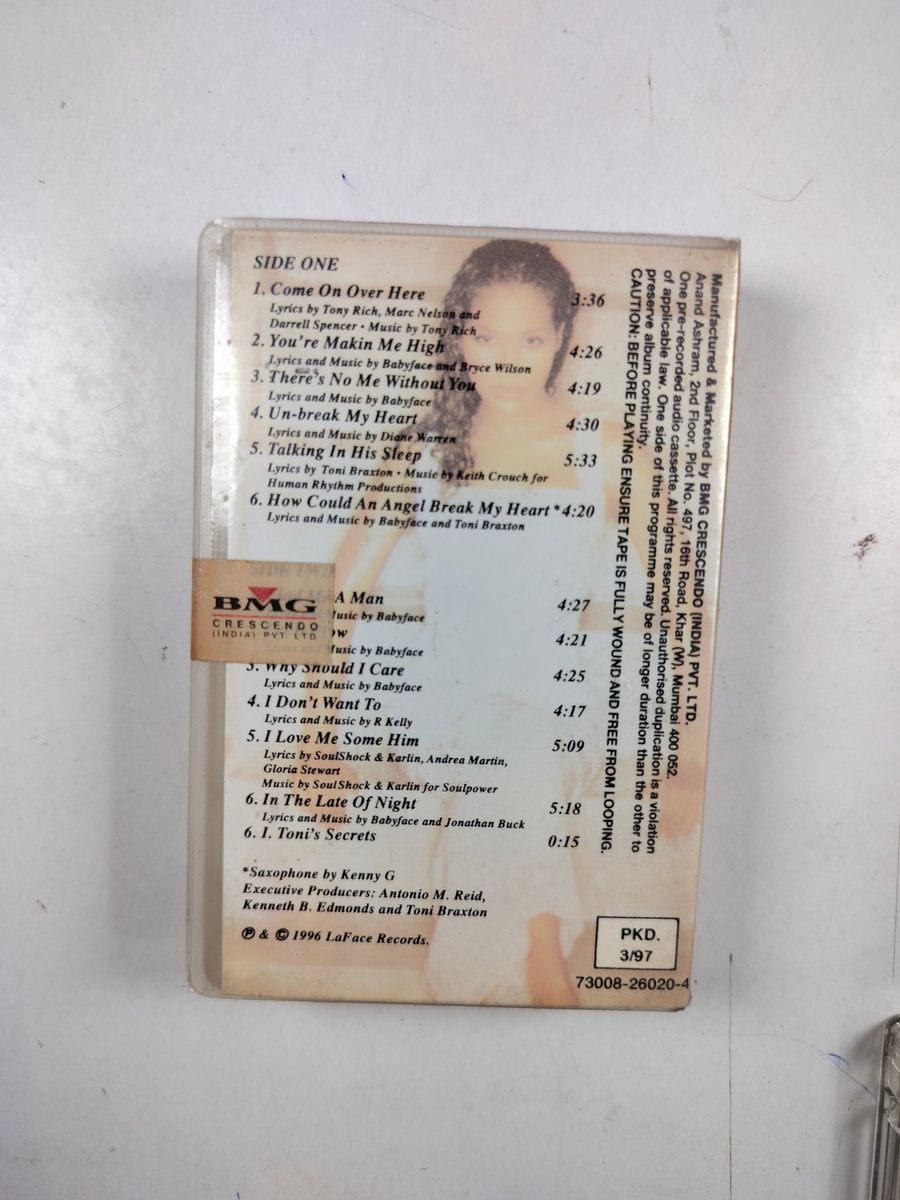 SIDE ONE
1. Come On Over Here 3:36
Lyrics by Tony Rich, Marc Nelson and
Darrell Spencer • Music by Tony Rich
2. You're Makin Me High 4:26
Lyrics and Music by Babyface and Bryce Wilson
3. There's No Me Without You 4:19
Lyrics and Music by Babyface
4. Un-break My Heart 4:30
Lyrics and Music by Diane Warren
5. Talking In His Sleep 5:33
Lyrics by Toni Braxton • Music by Keith Crouch for
Human Rhythm Productions
6. How Could An Angel Break My Heart *4:20
Lyrics and Music by Babyface and Toni Braxton
SIDE TWO
A Man 4:27
Music by Babyface
4:21
Music by Babyface
3. Why Should I Care 4:25
Lyrics and Music by Babyface
4. I Don't Want To 4:17
Lyrics and Music by R Kelly
5. I Love Me Some Him 5:09
Lyrics by SoulShock & Karlin, Andrea Martin,
Gloria Stewart
Music by SoulShock & Karlin for Soulpower
6. In The Late Of Night 5:18
Lyrics and Music by Babyface and Jonathan Buck
6. I. Toni's Secrets 0:15
*Saxophone by Kenny G
Executive Producers: Antonio M. Reid,
Kenneth B. Edmonds and Toni Braxton
℗ & © 1996 LaFace Records.
BMG
CRESCENDO
(INDIA) PVT. LTD.
Manufactured & Marketed by BMG CRESCENDO (INDIA) PVT. LTD.
Anand Ashram, 2nd Floor, Plot No. 497, 16th Road, Khar (W), Mumbai 400 052.
One pre-recorded audio cassette. All rights reserved. Unauthorised duplication is a violation
of applicable law. One side of this programme may be of longer duration than the other to
preserve album continuity.
CAUTION: BEFORE PLAYING ENSURE TAPE IS FULLY WOUND AND FREE FROM LOOPING.
PKD.
3/97
73008-26020-4